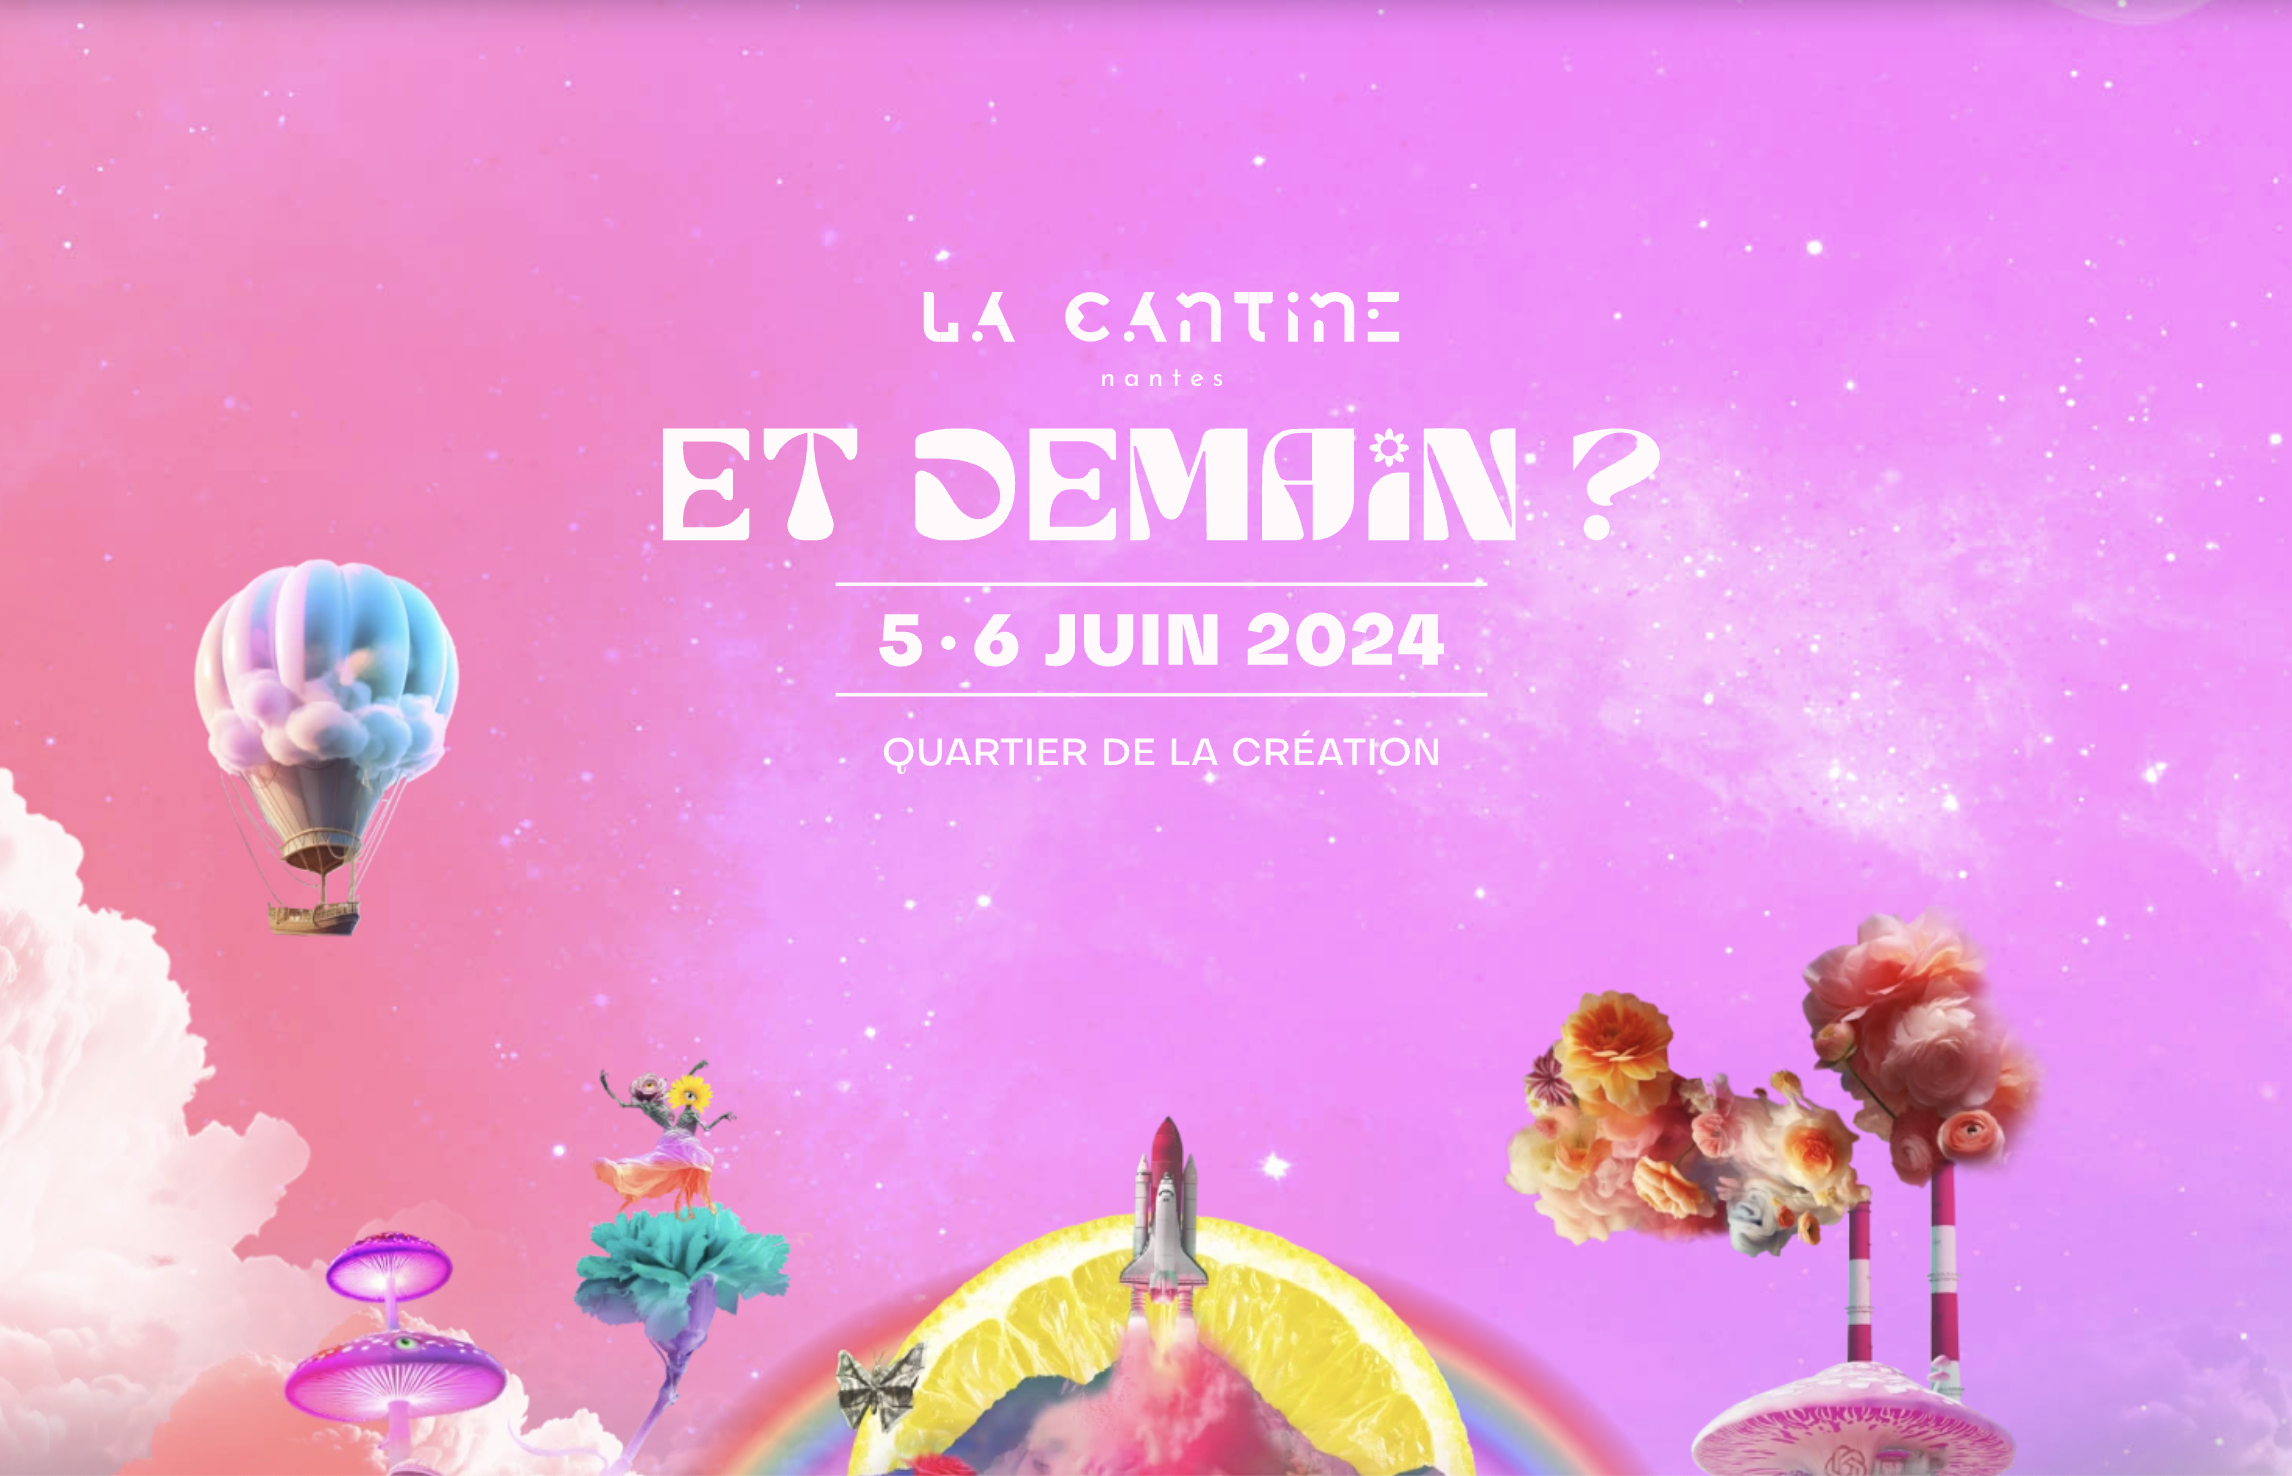 LA CANTINE
nantes
ET DEMAIN ?
5 • 6 JUIN 2024
QUARTIER DE LA CRÉATION